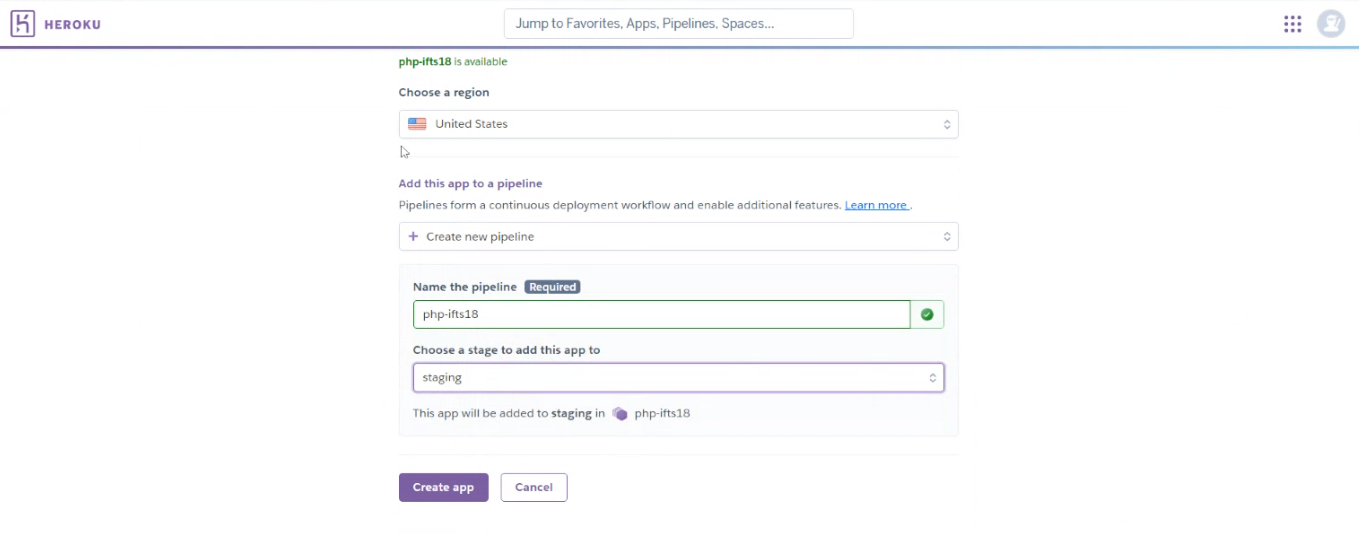 HEROKU
Jump to Favorites, Apps, Pipelines, Spaces...
php-ifts18 is available
Choose a region
United States
Add this app to a pipeline
Pipelines form a continuous deployment workflow and enable additional features. Learn more .
+ Create new pipeline
Name the pipeline Required
php-ifts18
Choose a stage to add this app to
staging
This app will be added to staging in php-ifts18
Create app Cancel